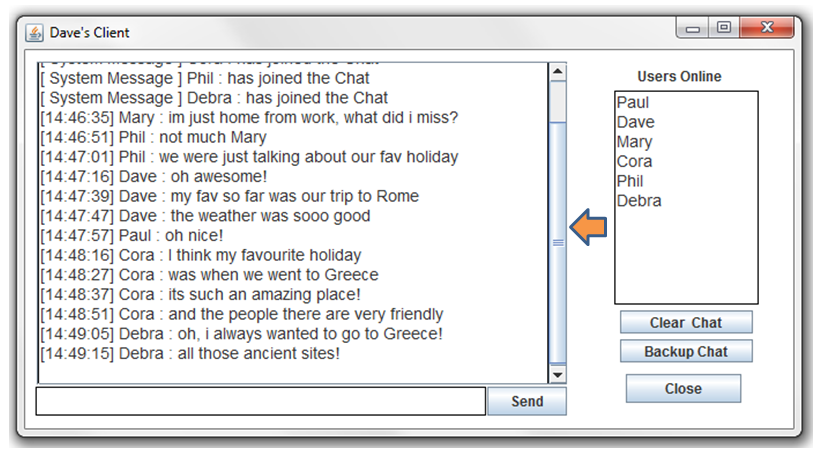 Dave's Client
[ System Message ] Cora : has joined the Chat
[ System Message ] Phil : has joined the Chat
[ System Message ] Debra : has joined the Chat
[14:46:35] Mary : im just home from work, what did i miss?
[14:46:51] Phil : not much Mary
[14:47:01] Phil : we were just talking about our fav holiday
[14:47:16] Dave : oh awesome!
[14:47:39] Dave : my fav so far was our trip to Rome
[14:47:47] Dave : the weather was sooo good
[14:47:57] Paul : oh nice!
[14:48:16] Cora : I think my favourite holiday
[14:48:27] Cora : was when we went to Greece
[14:48:37] Cora : its such an amazing place!
[14:48:51] Cora : and the people there are very friendly
[14:49:05] Debra : oh, i always wanted to go to Greece!
[14:49:15] Debra : all those ancient sites!
Send
Users Online
Paul
Dave
Mary
Cora
Phil
Debra
Clear Chat
Backup Chat
Close